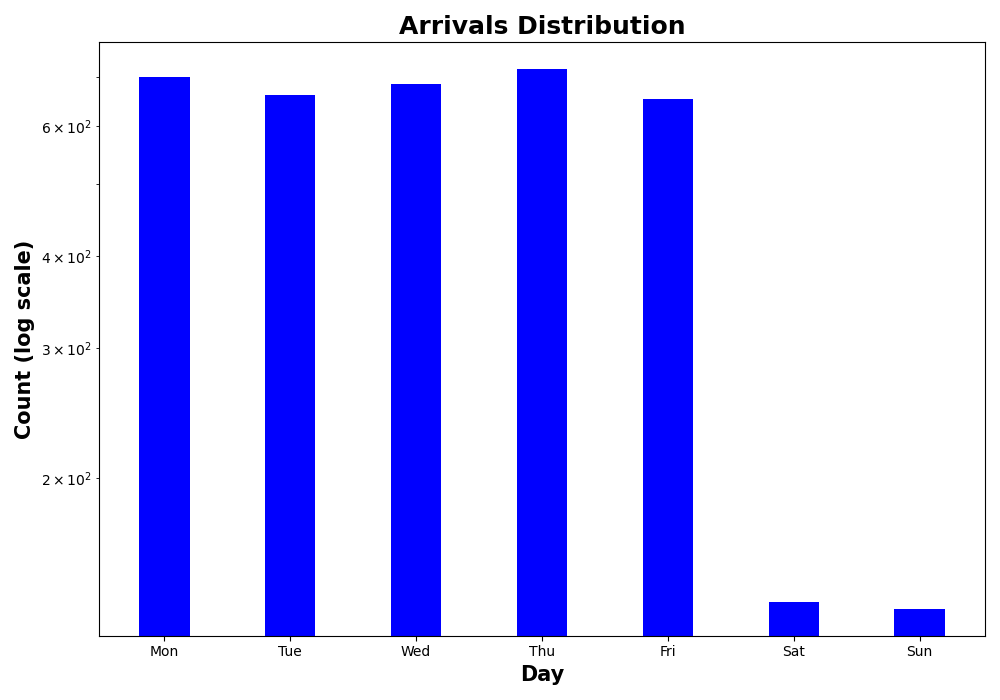 Arrivals Distribution
Count (log scale)
6 × 10²
4 × 10²
3 × 10²
2 × 10²
Mon Tue Wed Thu Fri Sat Sun
Day